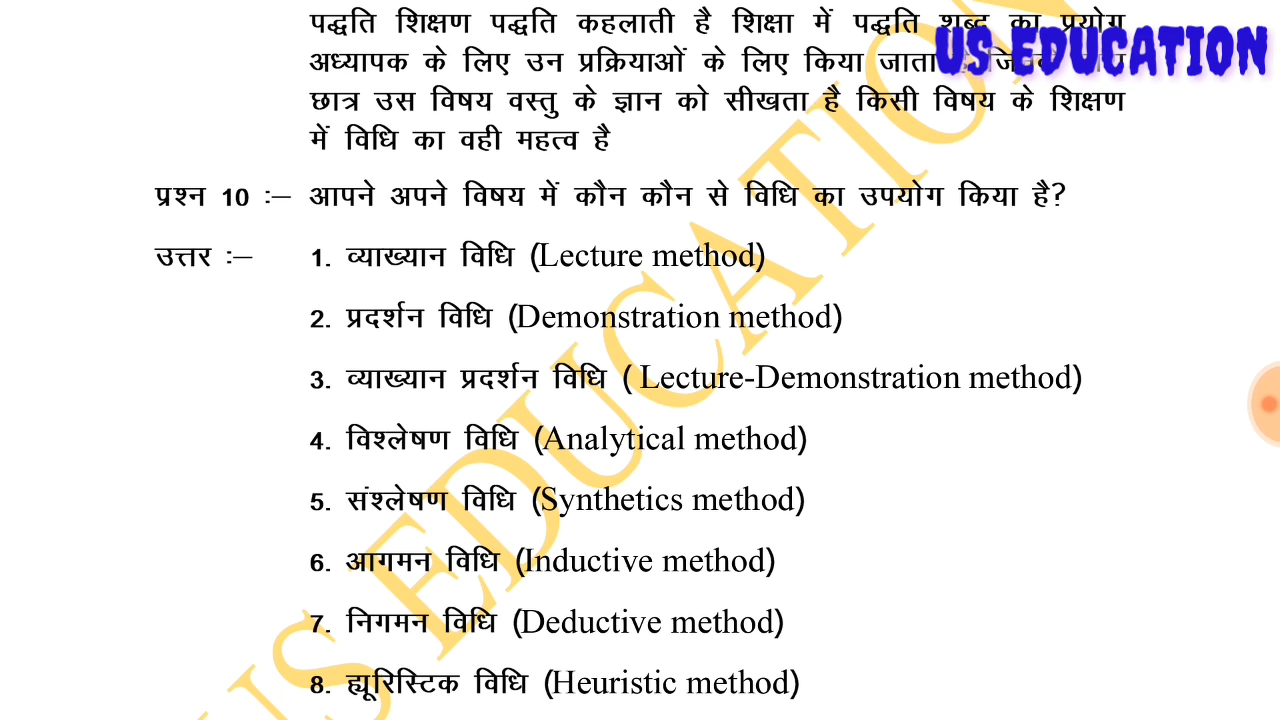 पद्धति शिक्षण पद्धति कहलाती है शिक्षा में पद्धति शब्द का प्रयोग
US EDUCATION
अध्यापक के लिए उन प्रक्रियाओं के लिए किया जाता
छात्र उस विषय वस्तु के ज्ञान को सीखता है किसी विषय के शिक्षण
में विधि का वही महत्व है
प्रश्न 10 :– आपने अपने विषय में कौन कौन से विधि का उपयोग किया है?
उत्तर :– 1. व्याख्यान विधि (Lecture method)
2. प्रदर्शन विधि (Demonstration method)
3. व्याख्यान प्रदर्शन विधि ( Lecture-Demonstration method)
4. विश्लेषण विधि (Analytical method)
5. संश्लेषण विधि (Synthetics method)
6. आगमन विधि (Inductive method)
7. निगमन विधि (Deductive method)
8. ह्यूरिस्टिक विधि (Heuristic method)
US EDUCATION